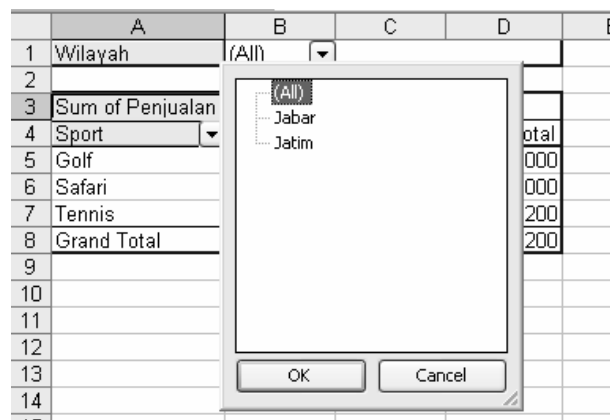 A B C D E
1 Wilayah (All)
2 (All)
3 Sum of Penjualan
Jabar
4 Sport otal
Jatim
5 Golf 000
6 Safari 000
7 Tennis 200
8 Grand Total 200
9
10
11
12
13 OK Cancel
14